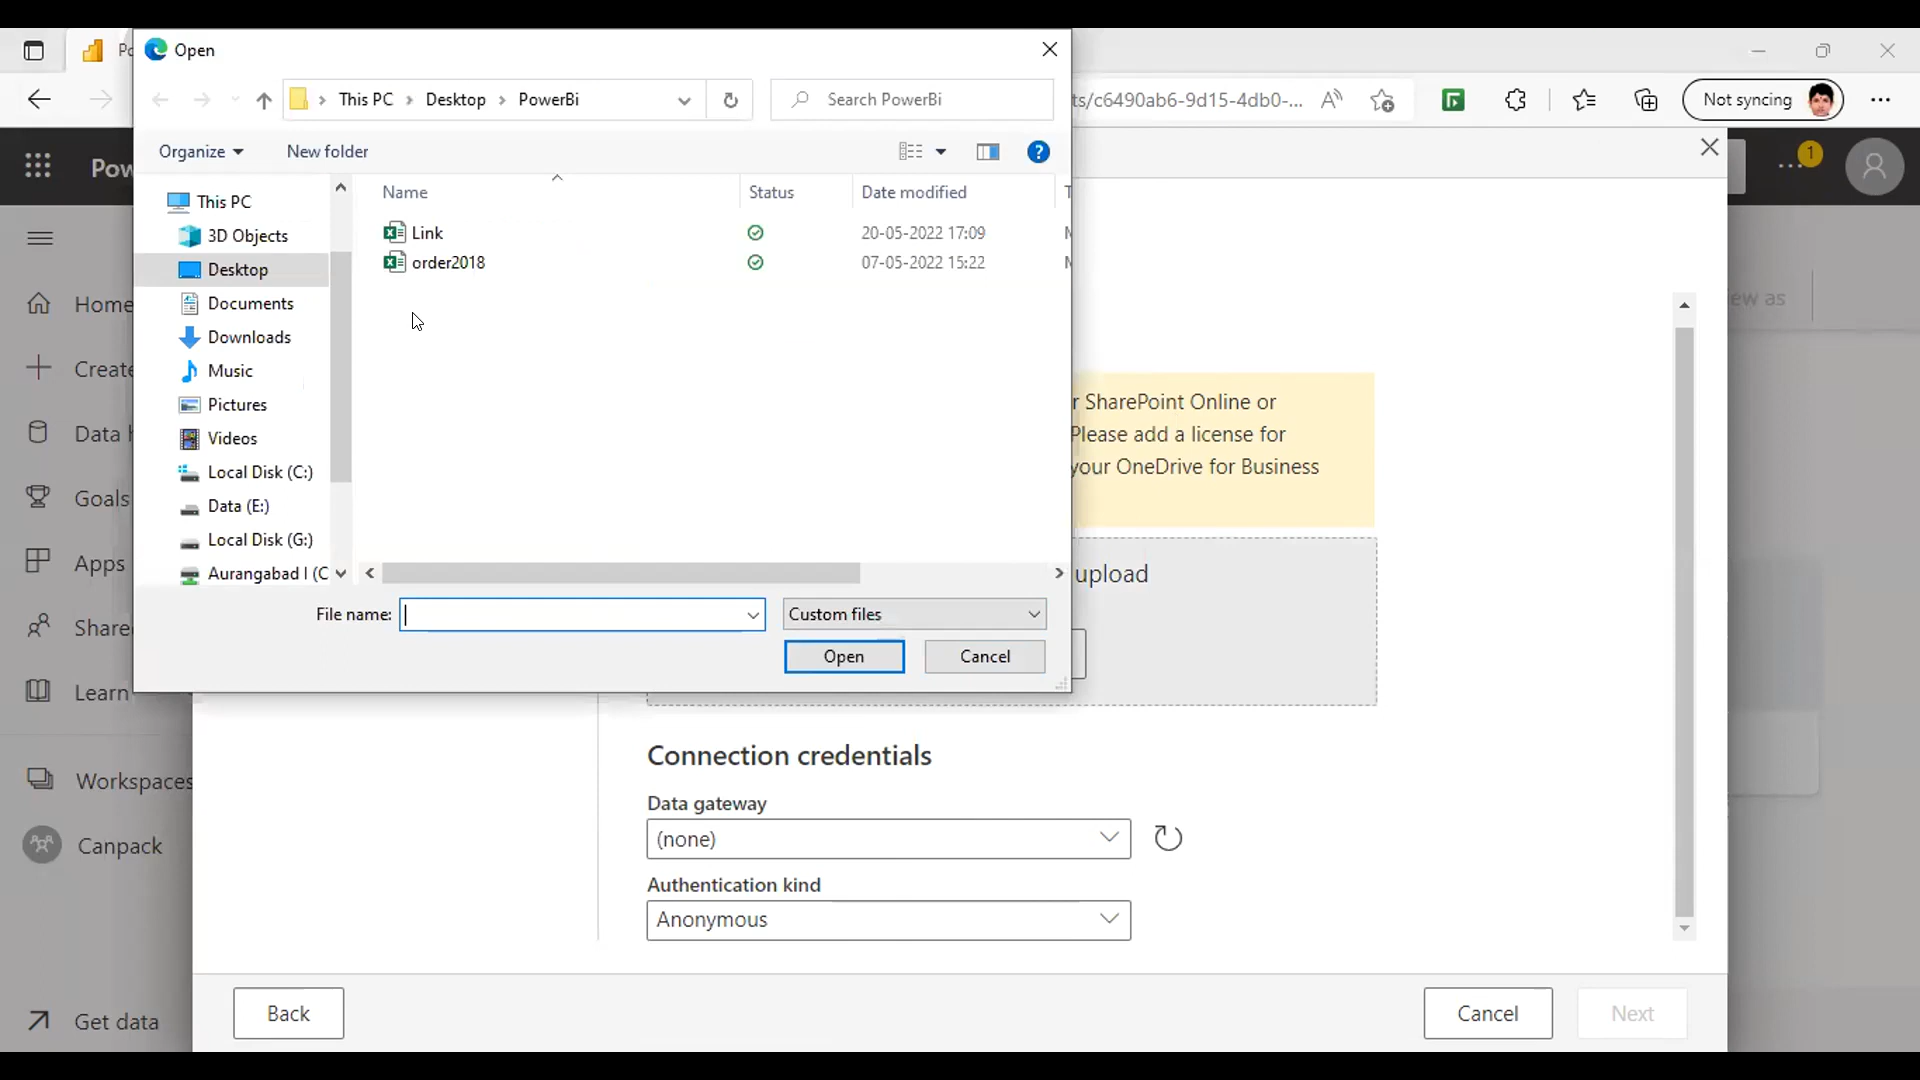 Open
This PC > Desktop > PowerBi
Search PowerBi
ts/c6490ab6-9d15-4db0-...
Not syncing
Organize
New folder
1
Name
Status
Date modified
Link
20-05-2022 17:09
order2018
07-05-2022 15:22
This PC
3D Objects
Desktop
Documents
Downloads
Music
Pictures
Videos
Local Disk (C:)
Data (E:)
Local Disk (G:)
Aurangabad I (C
File name:
Custom files
Open
Cancel
Home
Create
Goals
Apps
Learn
Workspaces
Canpack
Get data
r SharePoint Online or
Please add a license for
your OneDrive for Business
upload
Connection credentials
Data gateway
(none)
Authentication kind
Anonymous
Back
Cancel
Next